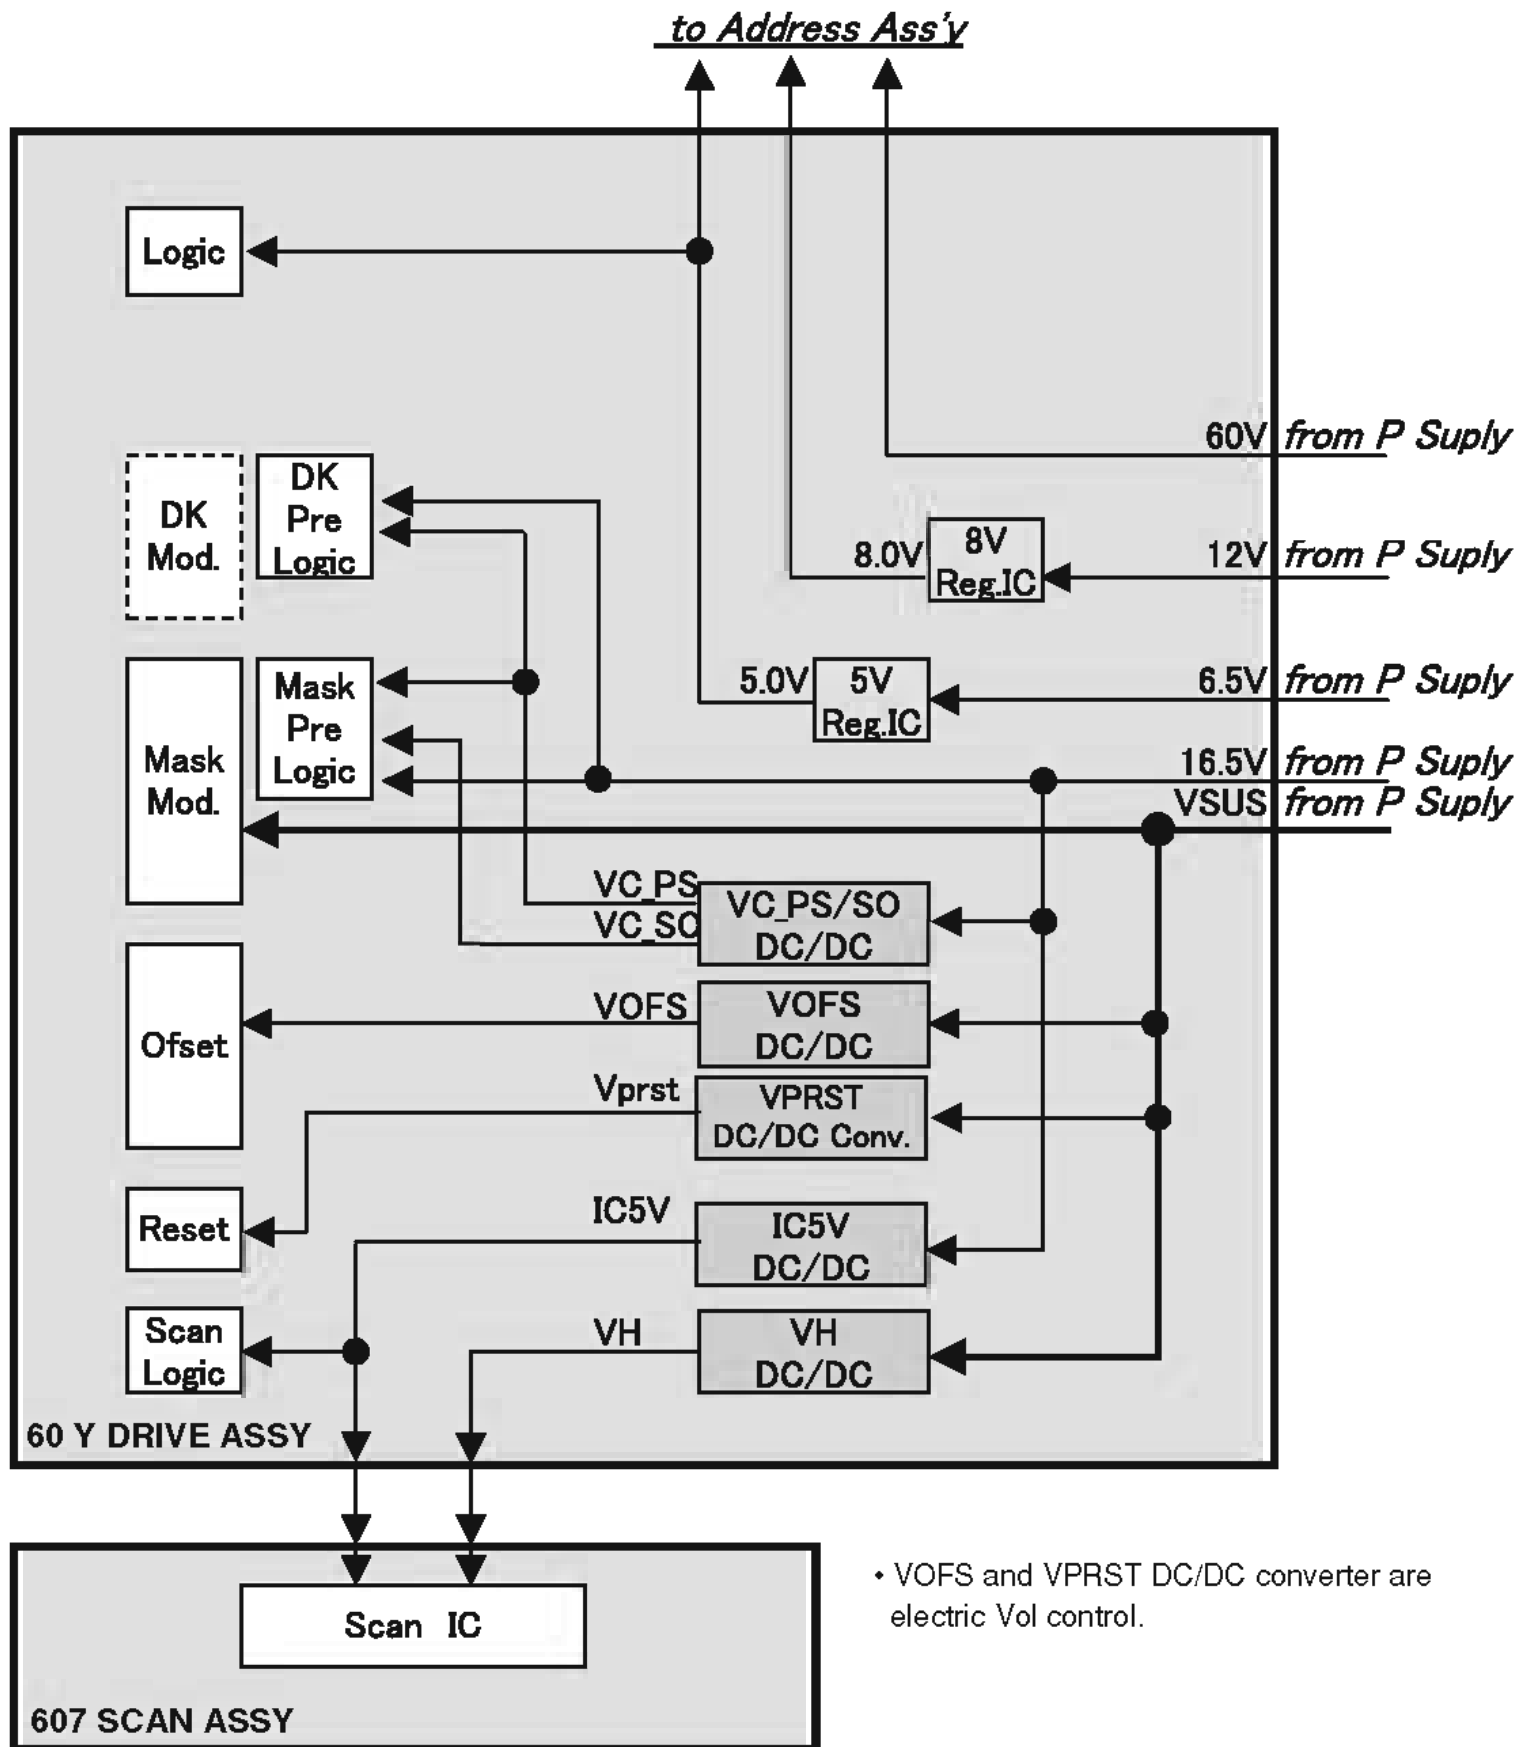 to Address Ass'y
Logic
60V from P Suply
DK
Mod.
DK
Pre
Logic
8.0V
8V
Reg.IC
12V from P Suply
Mask
Mod.
Mask
Pre
Logic
5.0V
5V
Reg.IC
6.5V from P Suply
16.5V from P Suply
VSUS from P Suply
VC_PS
VC_SO
VC_PS/SO
DC/DC
Ofset
VOFS
VOFS
DC/DC
Vprst
VPRST
DC/DC Conv.
Reset
IC5V
IC5V
DC/DC
Scan
Logic
VH
VH
DC/DC
60 Y DRIVE ASSY
Scan IC
607 SCAN ASSY
• VOFS and VPRST DC/DC converter are
electric Vol control.